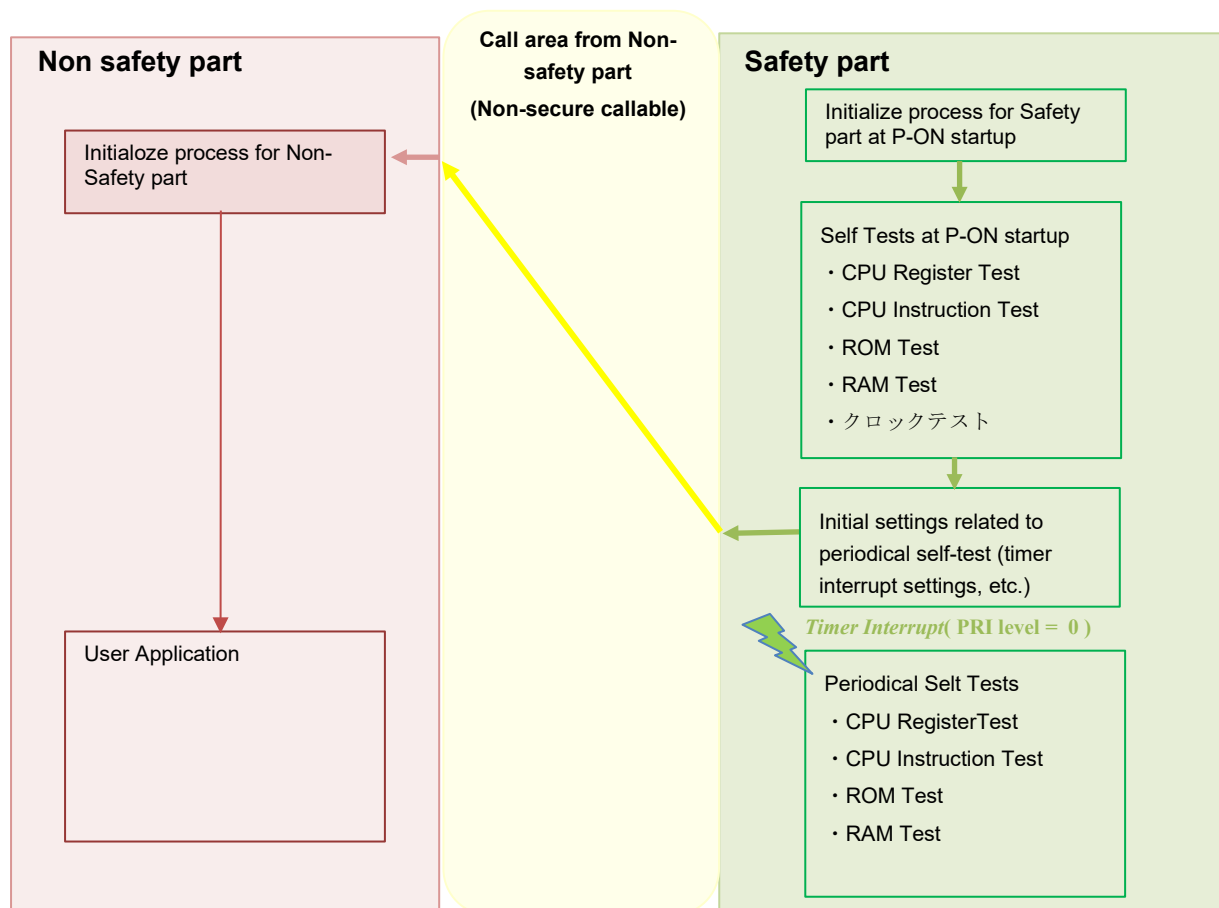 Non safety part
Initialoze process for Non-
Safety part
User Application
Call area from Non-
safety part
(Non-secure callable)
Safety part
Initialize process for Safety
part at P-ON startup
Self Tests at P-ON startup
・CPU Register Test
・CPU Instruction Test
・ROM Test
・RAM Test
・クロックテスト
Initial settings related to
periodical self-test (timer
interrupt settings, etc.)
Timer Interrupt( PRI level = 0 )
Periodical Selt Tests
・CPU RegisterTest
・CPU Instruction Test
・ROM Test
・RAM Test